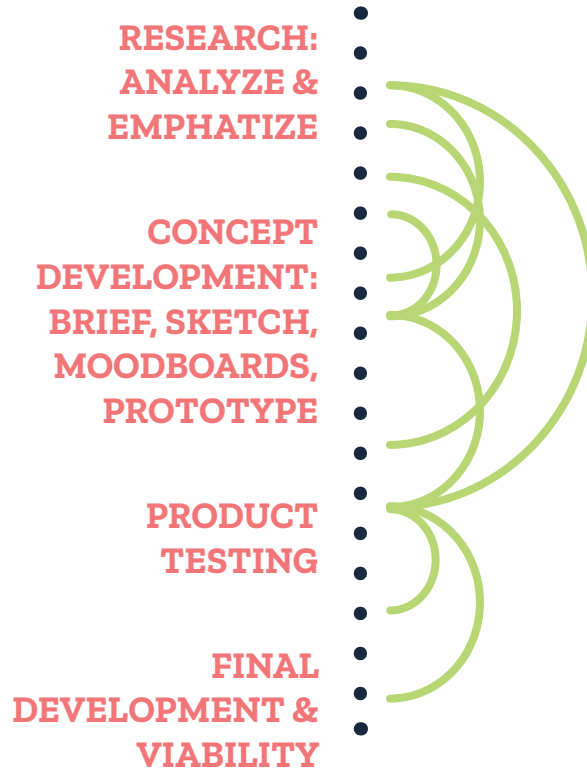 RESEARCH:
ANALYZE &
EMPHATIZE
CONCEPT
DEVELOPMENT:
BRIEF, SKETCH,
MOODBOARDS,
PROTOTYPE
PRODUCT
TESTING
FINAL
DEVELOPMENT &
VIABILITY